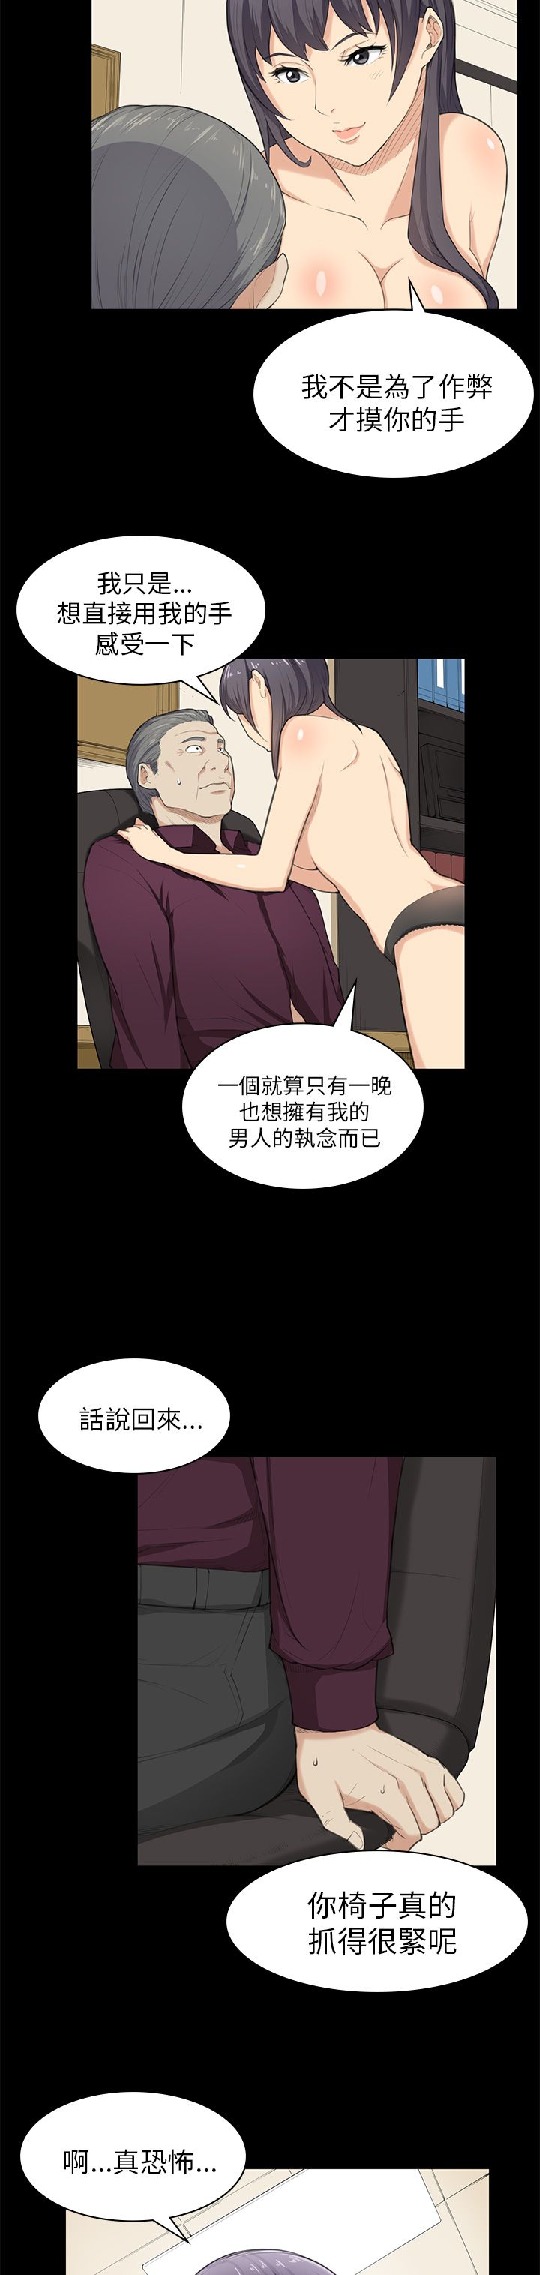 我不是為了作弊
才摸你的手
我只是...
想直接用我的手
感受一下
一個就算只有一晚
也想擁有我的
男人的執念而已
話說回來...
你椅子真的
抓得很緊呢
啊...真恐怖...